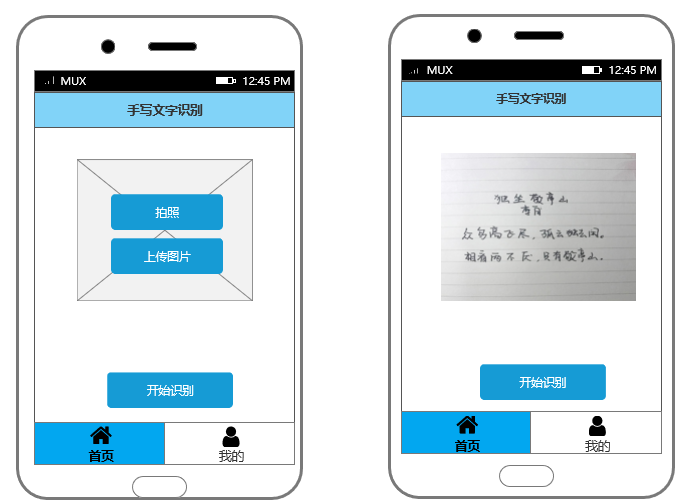 MUX 12:45 PM
手写文字识别
拍照
上传图片
开始识别
首页 我的
MUX 12:45 PM
手写文字识别
独坐敬亭山
李白
众鸟高飞尽，孤云独去闲。
相看两不厌，只有敬亭山。
开始识别
首页 我的